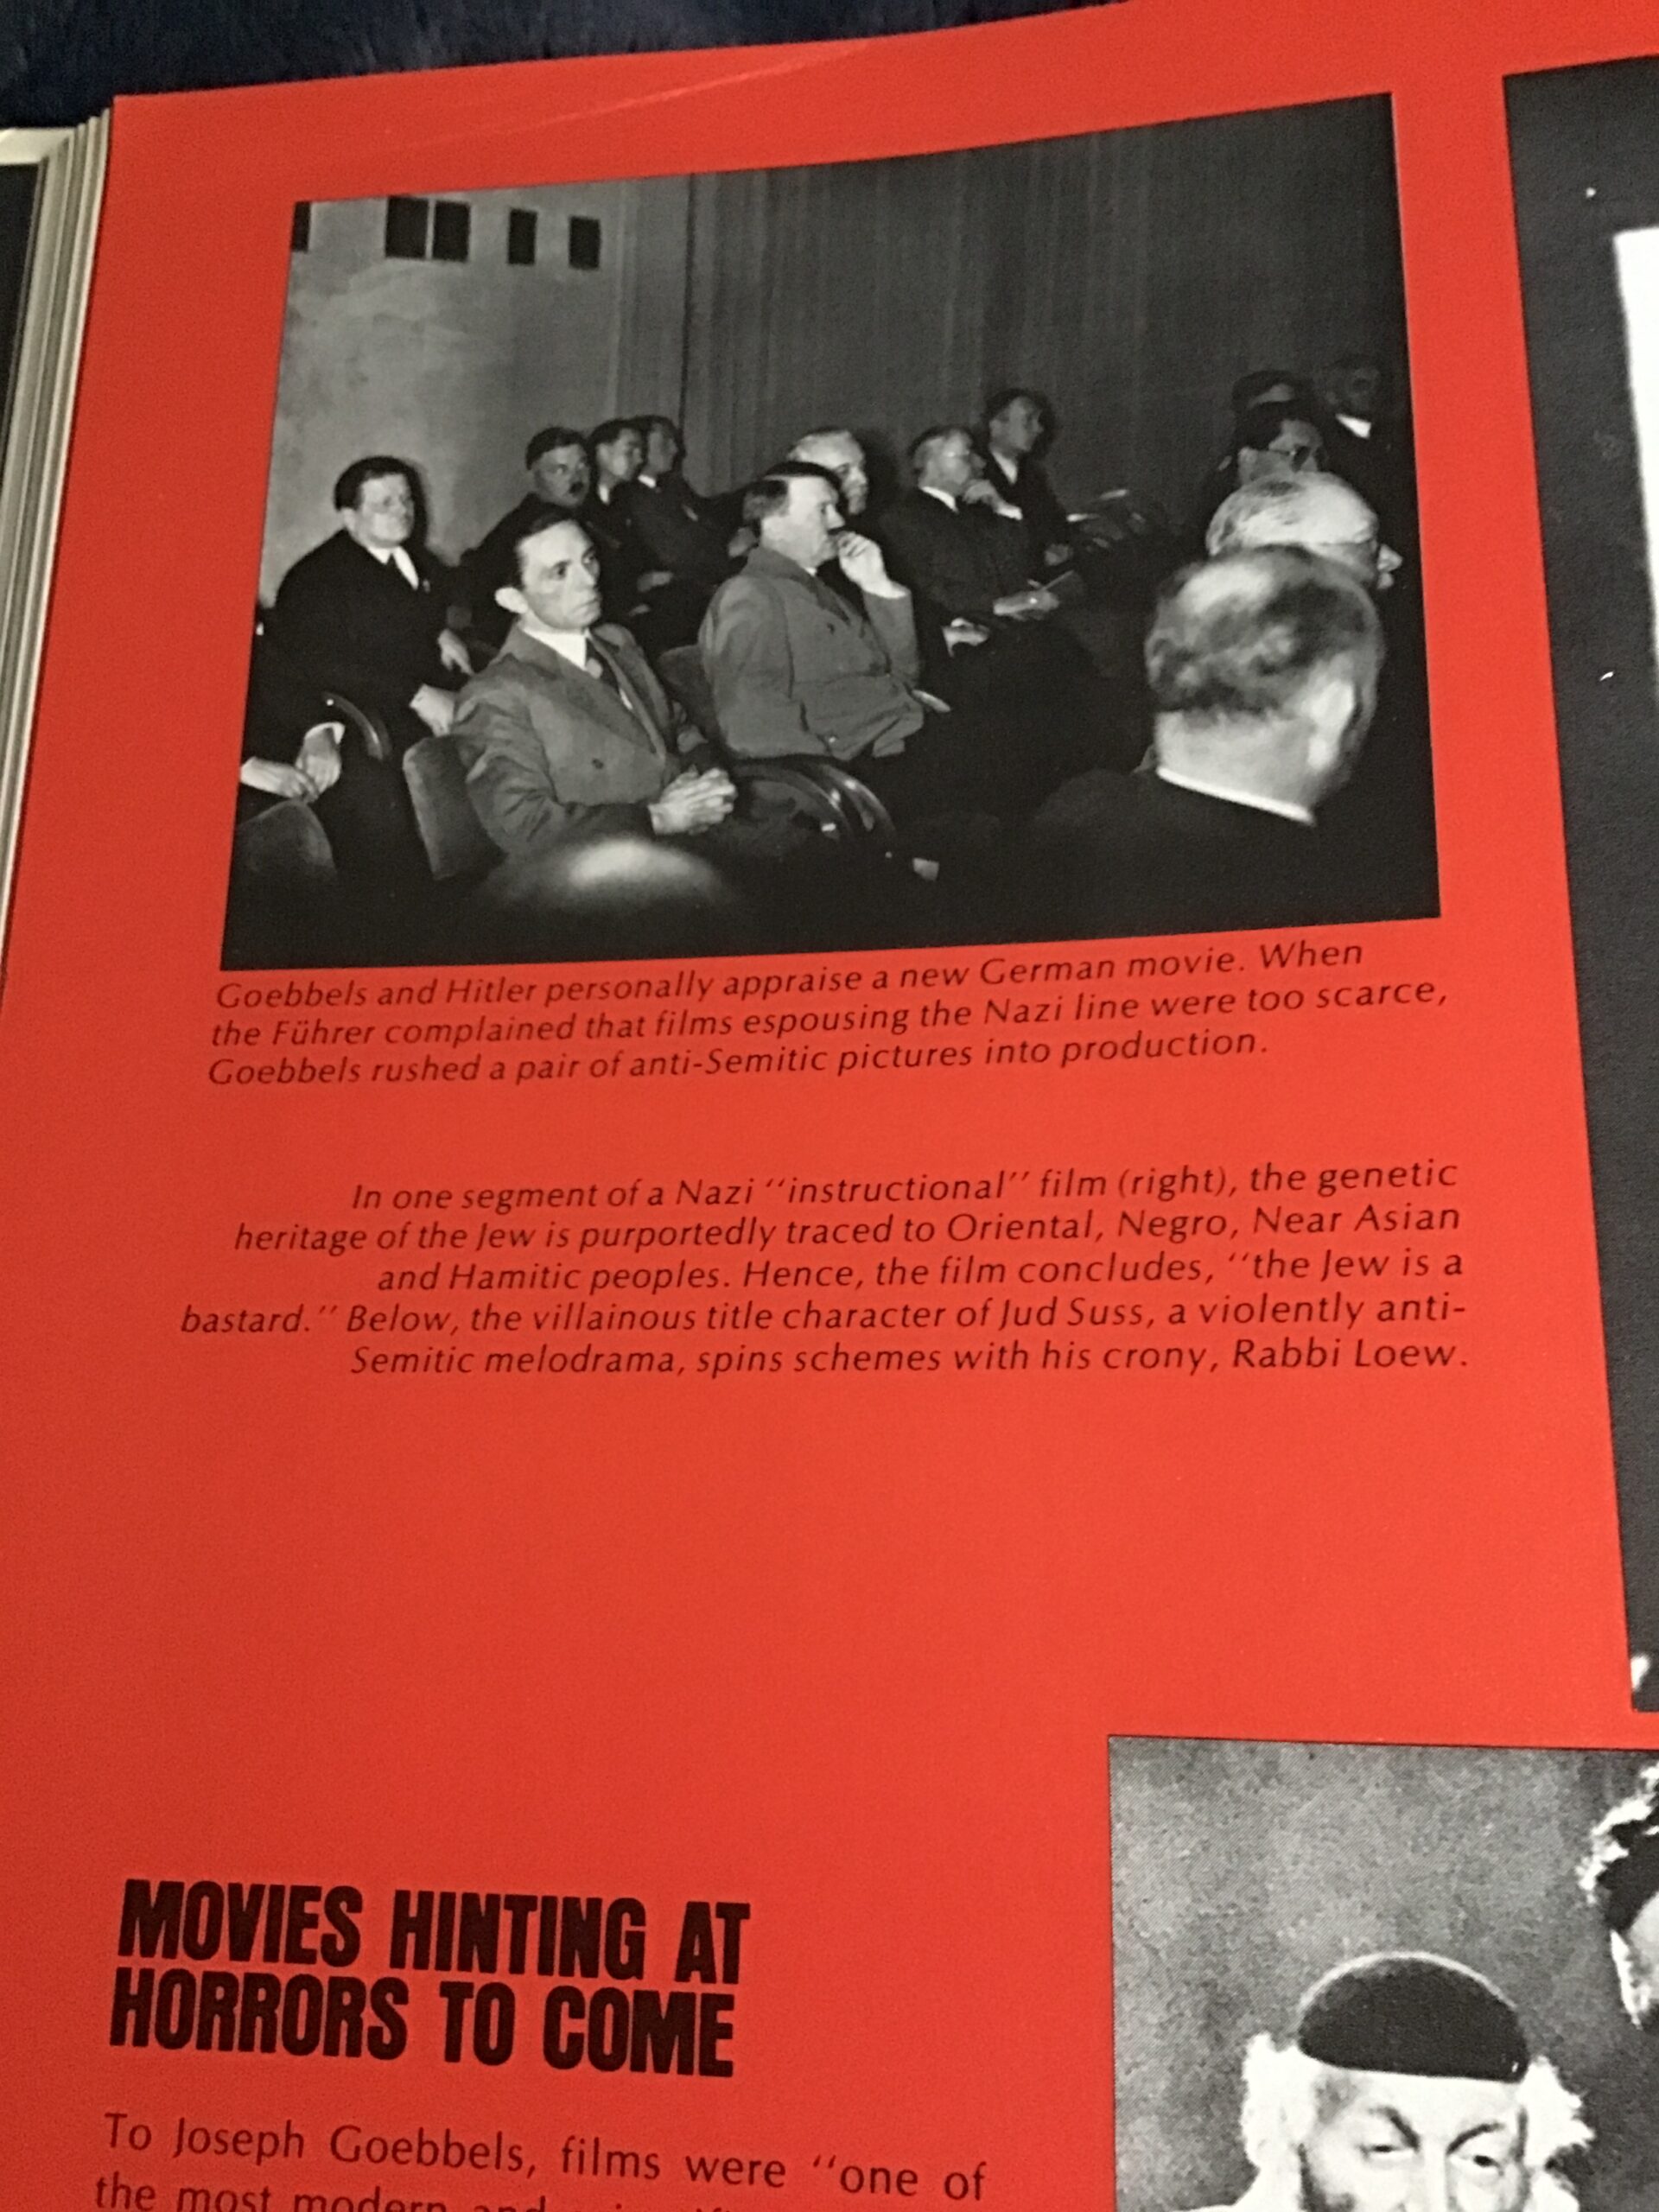 Goebbels and Hitler personally appraise a new German movie. When
the Führer complained that films espousing the Nazi line were too scarce,
Goebbels rushed a pair of anti-Semitic pictures into production.
In one segment of a Nazi ‘‘instructional’’ film (right), the genetic
heritage of the Jew is purportedly traced to Oriental, Negro, Near Asian
and Hamitic peoples. Hence, the film concludes, ‘‘the Jew is a
bastard.’’ Below, the villainous title character of Jud Suss, a violently anti-
Semitic melodrama, spins schemes with his crony, Rabbi Loew.
MOVIES HINTING AT
HORRORS TO COME
To Joseph Goebbels, films were ‘‘one of
the most modern and